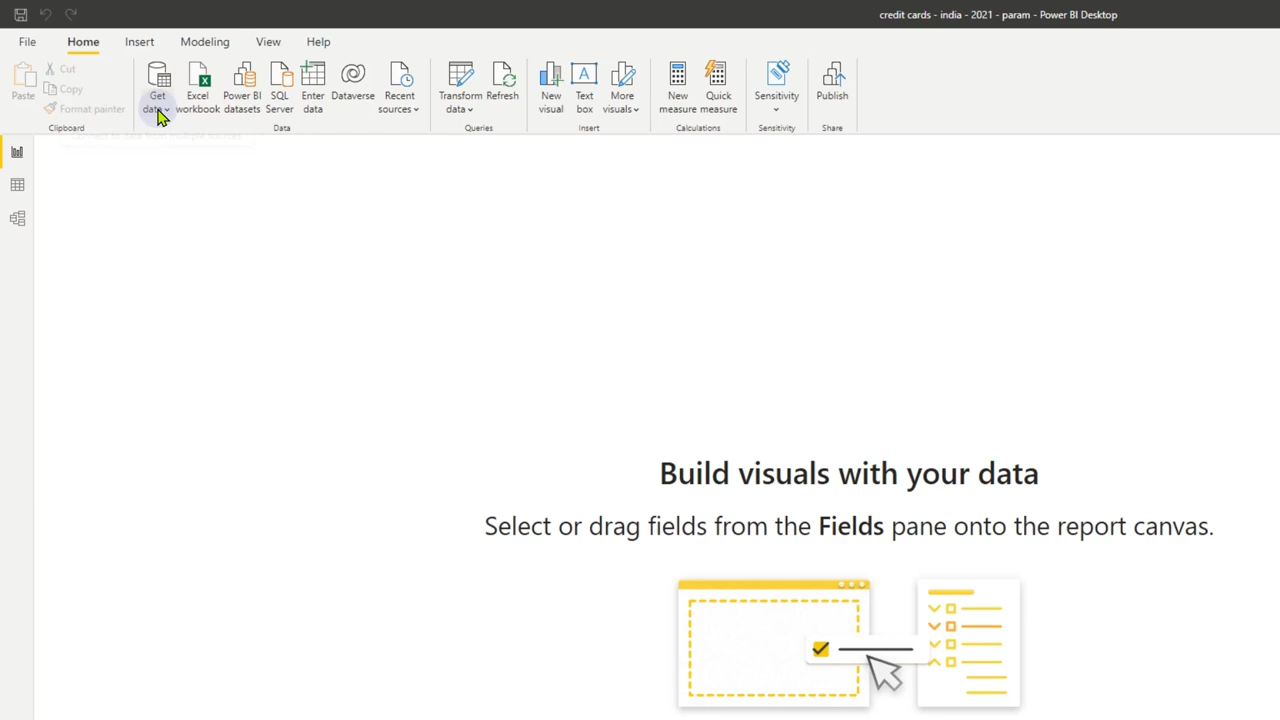 credit cards - india - 2021 - param - Power BI Desktop
File Home Insert Modeling View Help
Paste
Cut
Copy
Format painter
Get data
Excel workbook
Power BI datasets
SQL Server
Enter data
Dataverse
Recent sources
Transform data
Refresh
New visual
Text box
More visuals
New measure
Quick measure
Sensitivity
Publish
Clipboard Data Queries Insert Calculations Sensitivity Share
Build visuals with your data
Select or drag fields from the Fields pane onto the report canvas.